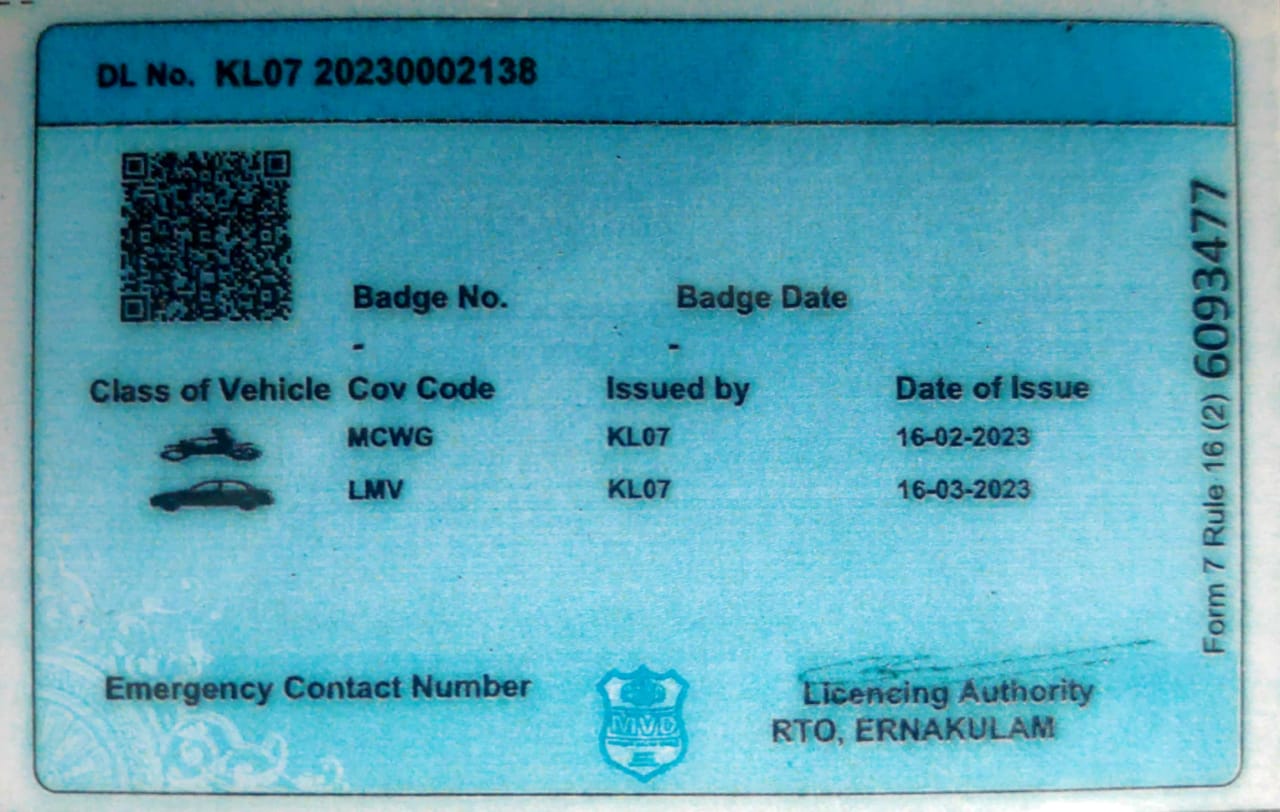 DL No. KL07 20230002138
Badge No. Badge Date
- -
Class of Vehicle Cov Code Issued by Date of Issue
MCWG KL07 16-02-2023
LMV KL07 16-03-2023
Emergency Contact Number
MVD
Licencing Authority
RTO, ERNAKULAM
Form 7 Rule 16 (2) 6093477